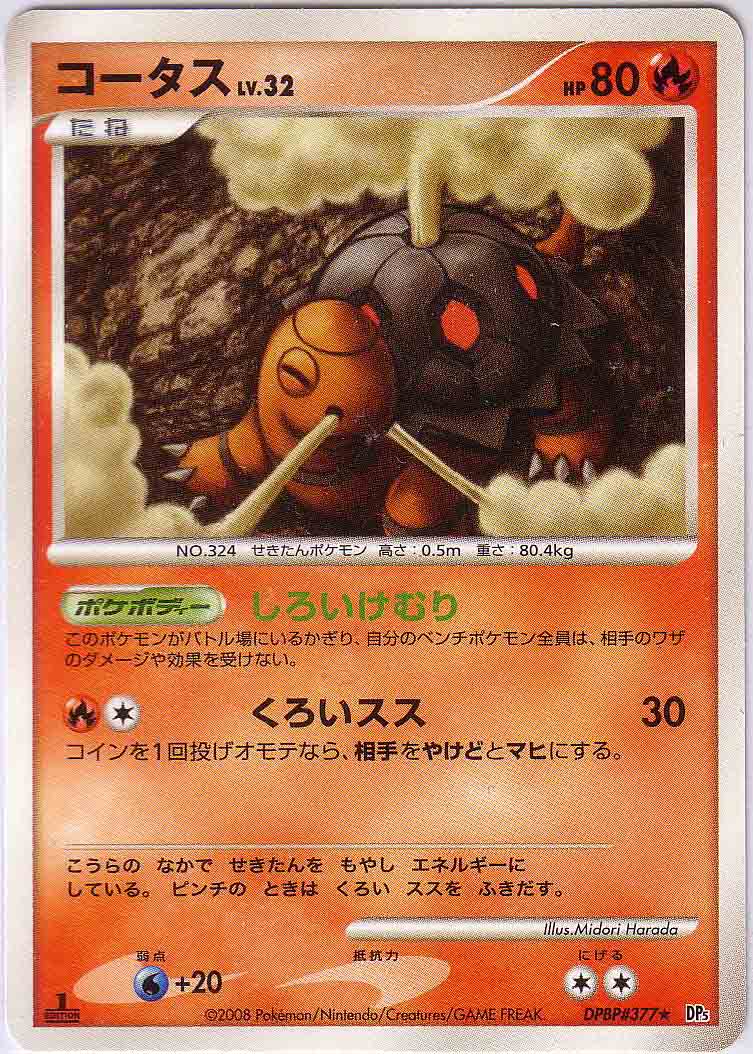 コータス LV.32 HP 80
たね
NO.324 せきたんポケモン 高さ:0.5m 重さ:80.4kg
ポケボディー しろいけむり
このポケモンがバトル場にいるかぎり、自分のベンチポケモン全員は、相手のワザ
のダメージや効果を受けない。
くろいスス 30
コインを1回投げオモテなら、相手をやけどとマヒにする。
こうらの なかで せきたんを もやし エネルギーに
している。 ピンチの ときは くろい ススを ふきだす。
Illus.Midori Harada
弱点 抵抗力 にげる
+20
1 EDITION ©2008 Pokémon/Nintendo/Creatures/GAME FREAK. DPBP#377★ DP5